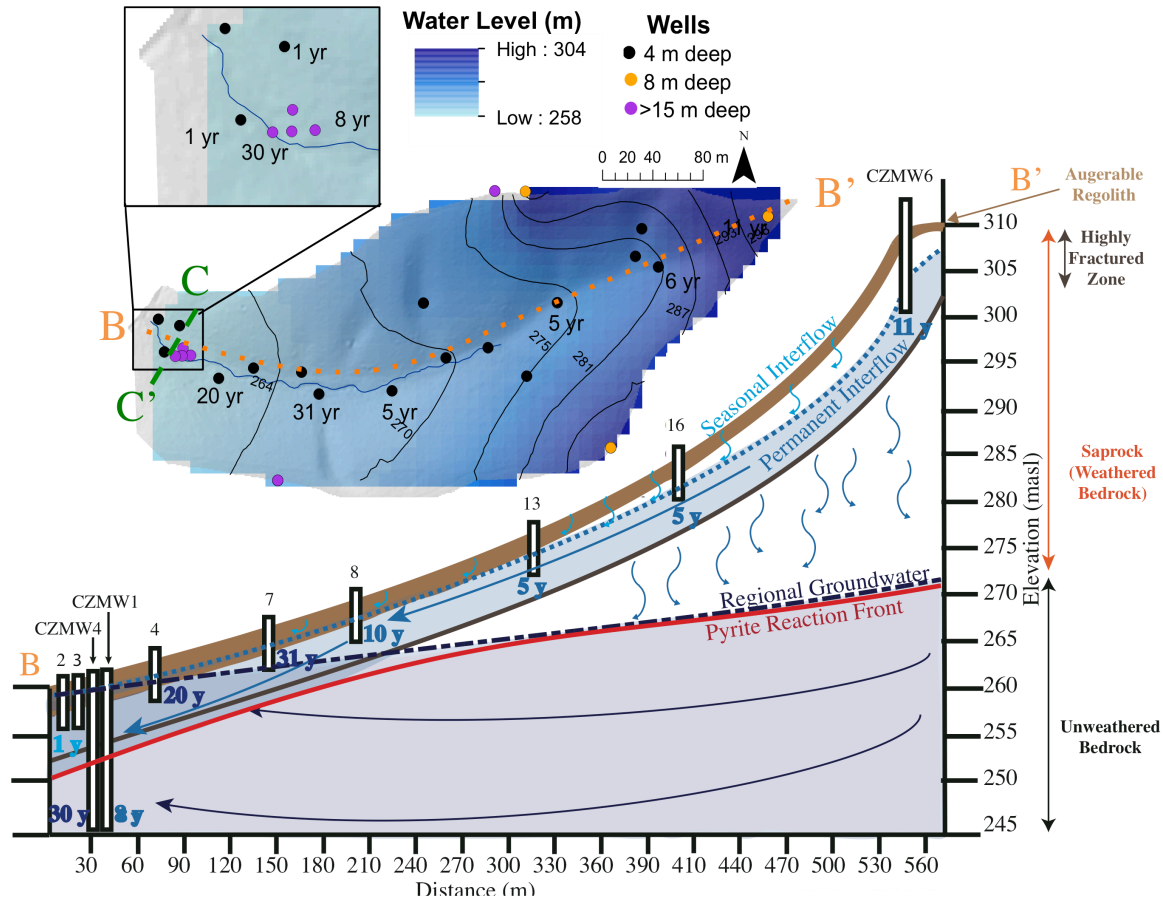 Water Level (m)
High : 304
Low : 258
Wells
4 m deep
8 m deep
>15 m deep
1 yr
1 yr
30 yr
8 yr
N
0 20 40 80 m
B
B'
C
C'
11 yr
293
296
6 yr
287
5 yr
275
281
264
20 yr
31 yr
5 yr
270
CZMW6
B'
Augerable
Regolith
Highly
Fractured
Zone
Saprock
(Weathered
Bedrock)
Unweathered
Bedrock
Elevation (masl)
310
305
300
295
290
285
280
275
270
265
260
255
250
245
Seasonal Interflow
Permanent Interflow
Regional Groundwater
Pyrite Reaction Front
11 y
16
5 y
13
5 y
8
10 y
7
31 y
4
20 y
CZMW1
CZMW4
B
2 3
1 y
30 y
8 y
30 60 90 120 150 180 210 240 270 300 330 360 390 410 440 470 500 530 560
Distance (m)